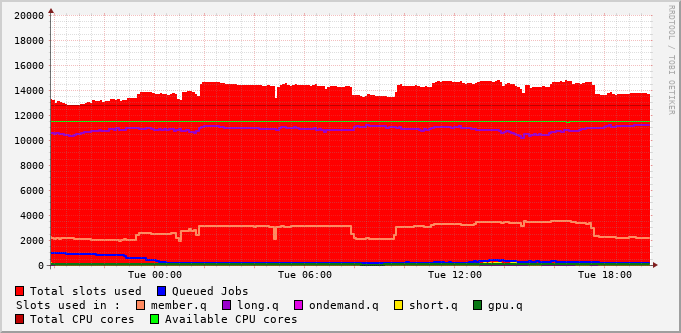 20000
18000
16000
14000
12000
10000
8000
6000
4000
2000
0
Tue 00:00 Tue 06:00 Tue 12:00 Tue 18:00
RRDTOOL / TOBI OETIKER
Total slots used Queued Jobs
Slots used in : member.q long.q ondemand.q short.q gpu.q
Total CPU cores Available CPU cores